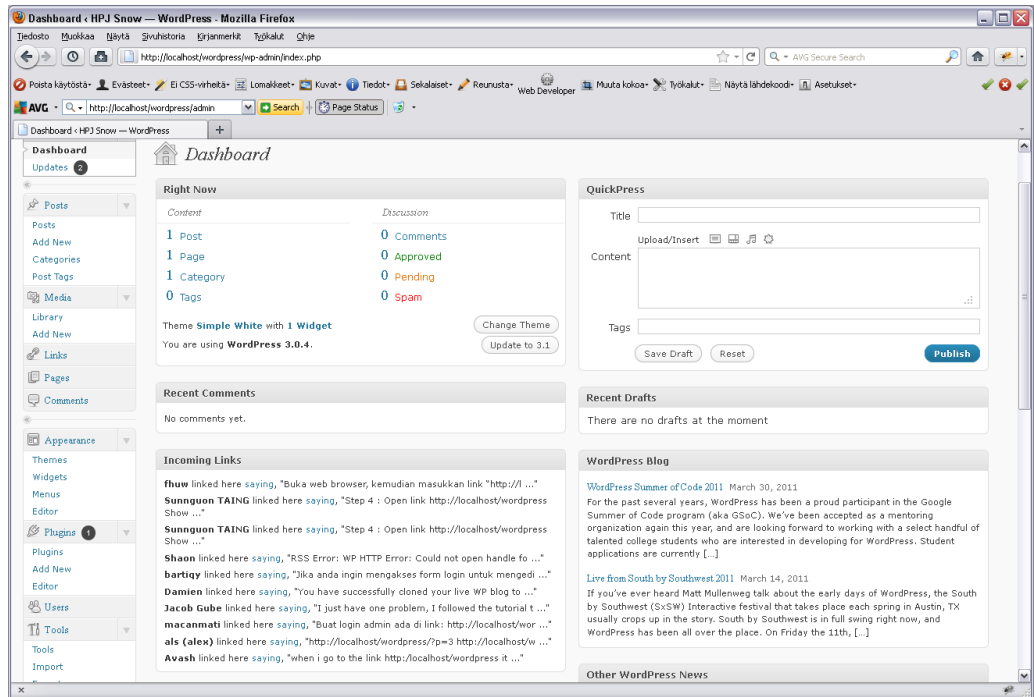 Dashboard ‹ HPJ Snow — WordPress - Mozilla Firefox
Tiedosto Muokkaa Näytä Sivuhistoria Kirjanmerkit Työkalut Ohje
http://localhost/wordpress/wp-admin/index.php
AVG Secure Search
Poista käytöstä Evästeet Ei CSS-virheitä Lomakkeet Kuvat Tiedot Sekalaiset Reunusta Web Developer Muuta kokoa Työkalut Näytä lähdekoodi Asetukset
AVG http://localhost/wordpress/admin Search Page Status
Dashboard ‹ HPJ Snow — WordPress
Dashboard
Updates 2
Posts
Posts
Add New
Categories
Post Tags
Media
Library
Add New
Links
Pages
Comments
Appearance
Themes
Widgets
Menus
Editor
Plugins 1
Plugins
Add New
Editor
Users
Tools
Tools
Import
Dashboard
Right Now
Content Discussion
1 Post 0 Comments
1 Page 0 Approved
1 Category 0 Pending
0 Tags 0 Spam
Theme Simple White with 1 Widget Change Theme
You are using WordPress 3.0.4. Update to 3.1
Recent Comments
No comments yet.
Incoming Links
fhuw linked here saying, "Buka web browser, kemudian masukkan link “http://l ..."
Sunnguon TAING linked here saying, "Step 4 : Open link http://localhost/wordpress
Show ..."
Sunnguon TAING linked here saying, "Step 4 : Open link http://localhost/wordpress
Show ..."
Shaon linked here saying, "RSS Error: WP HTTP Error: Could not open handle fo ..."
bartiqy linked here saying, "Jika anda ingin mengakses form login untuk mengedi ..."
Damien linked here saying, "You have successfully cloned your live WP blog to ..."
Jacob Gube linked here saying, "I just have one problem, I followed the tutorial t ..."
macanmati linked here saying, "Buat login admin ada di link: http://localhost/wor ..."
als (alex) linked here saying, "http://localhost/wordpress/?p=3 http://localhost/w ..."
Avash linked here saying, "when i go to the link http:/localhost/wordpress it ..."
QuickPress
Title
Upload/Insert
Content
Tags
Save Draft Reset Publish
Recent Drafts
There are no drafts at the moment
WordPress Blog
WordPress Summer of Code 2011 March 30, 2011
For the past several years, WordPress has been a proud participant in the Google
Summer of Code program (aka GSoC). We’ve been accepted as a mentoring
organization again this year, and are looking forward to working with a select handful of
talented college students who are interested in developing for WordPress. Student
applications are currently […]
Live from South by Southwest 2011 March 14, 2011
If you’ve ever heard Matt Mullenweg talk about the early days of WordPress, the South
by Southwest (SxSW) Interactive festival that takes place each spring in Austin, TX
usually crops up in the story. South by Southwest is in full swing right now, and
WordPress has been all over the place. On Friday the 11th, […]
Other WordPress News